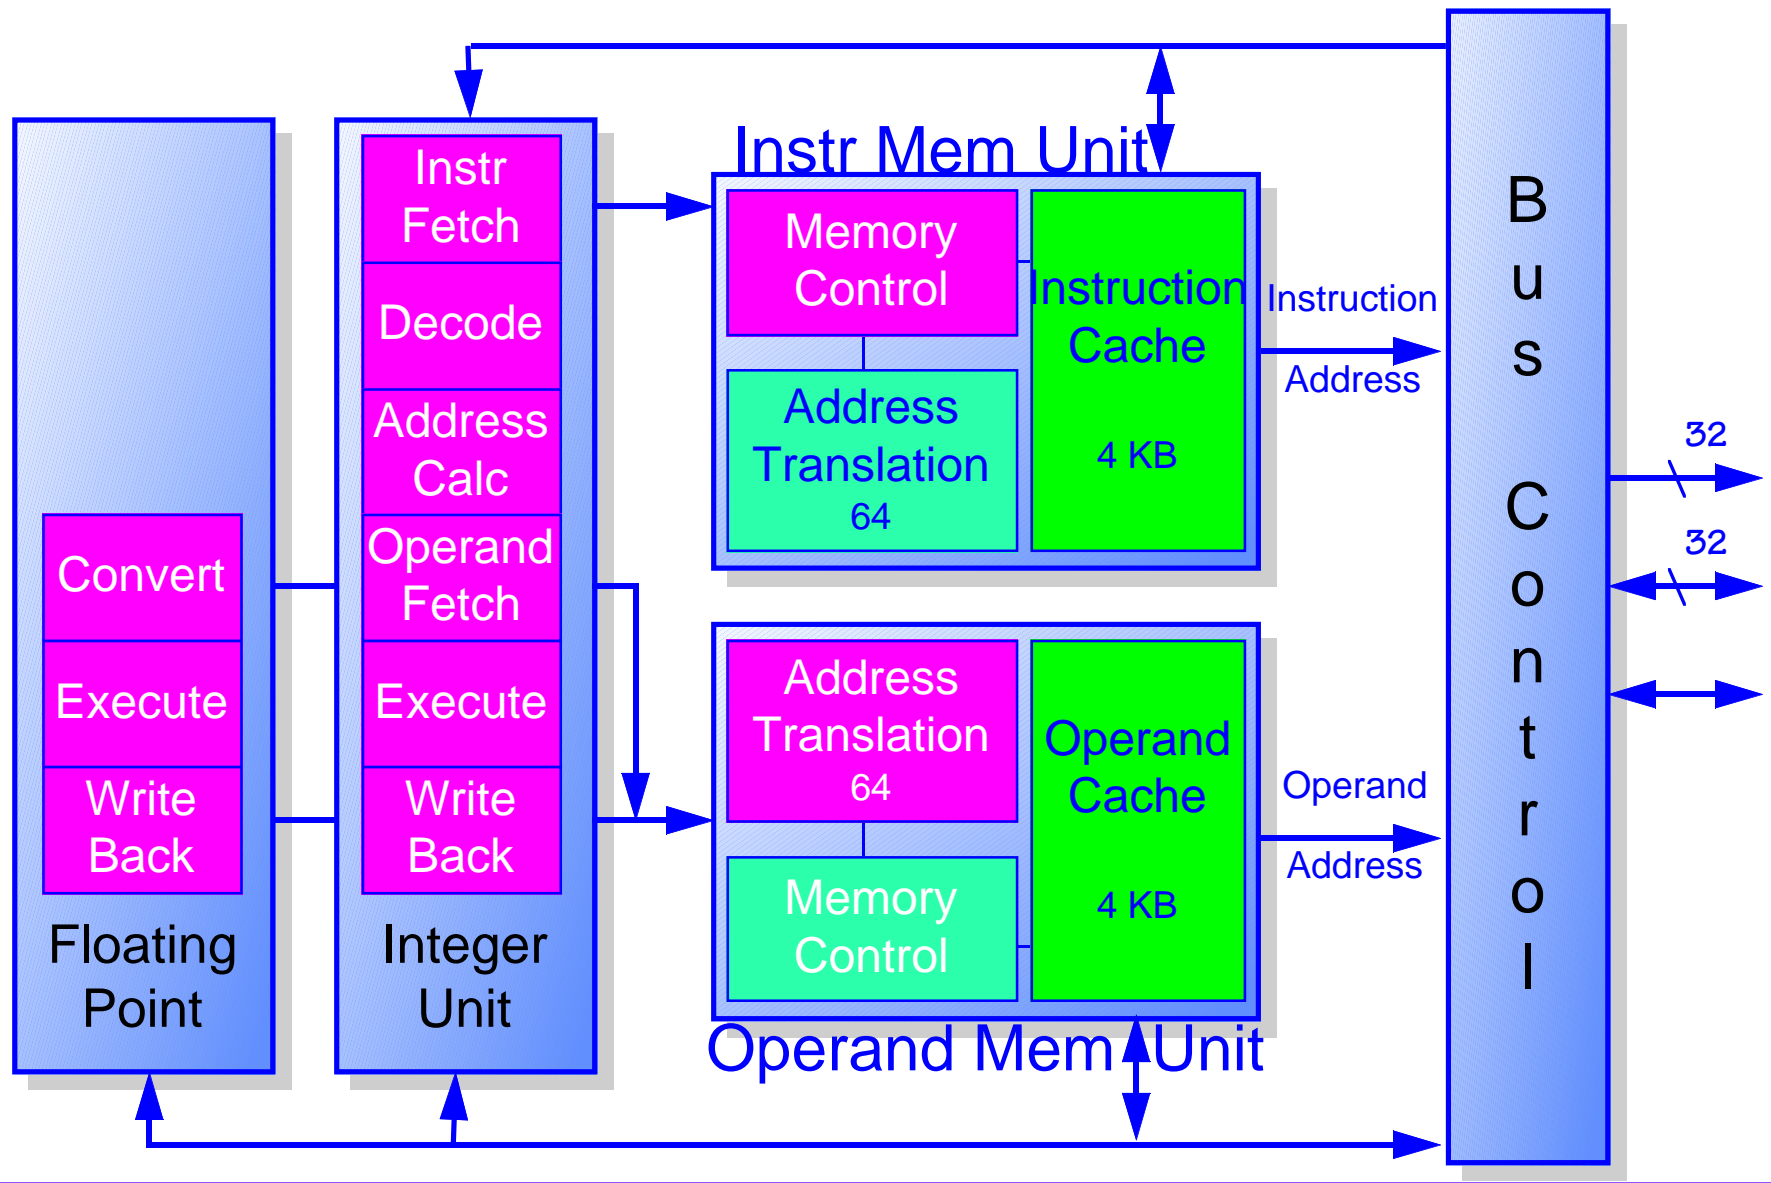 Convert
Execute
Write
Back
Floating
Point
Instr
Fetch
Decode
Address
Calc
Operand
Fetch
Execute
Write
Back
Integer
Unit
Instr Mem Unit
Memory
Control
Address
Translation
64
Instruction
Cache
4 KB
Instruction
Address
Address
Translation
64
Memory
Control
Operand
Cache
4 KB
Operand Mem Unit
Operand
Address
B
u
s
C
o
n
t
r
o
l
32
32